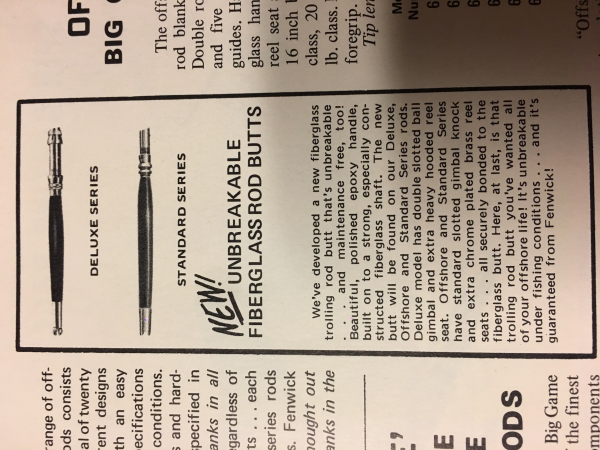 range of off-
ods consists
al of twenty
rent designs
th an easy
pecifications
conditions.
s and hard-
specified in
anks in all
egardless of
ts . . . each
series rods
s. Fenwick
hought out
anks in the
E
E
ODS
Big Game
the finest
omponents
DELUXE SERIES
STANDARD SERIES
NEW! UNBREAKABLE
FIBERGLASS ROD BUTTS
We've developed a new fiberglass
trolling rod butt that's unbreakable
. . . . and maintenance free, too!
Beautiful, polished epoxy handle,
built on to a strong, especially con-
structed fiberglass shaft. The new
butt will be found on our Deluxe,
Offshore and Standard Series rods.
Deluxe model has double slotted ball
gimbal and extra heavy hooded reel
seat. Offshore and Standard Series
have standard slotted gimbal knock
and extra chrome plated brass reel
seats . . . . all securely bonded to the
fiberglass butt. Here, at last, is that
trolling rod butt you've wanted all
of your offshore life! It's unbreakable
under fishing conditions . . . . and it's
guaranteed from Fenwick!
OF
BIG
The offi
rod blank
Double ro
and five
guides. H
glass han
reel seat
16 inch b
class, 20
lb. class.
foregrip.
Tip len
Mo
Nu
"Offs